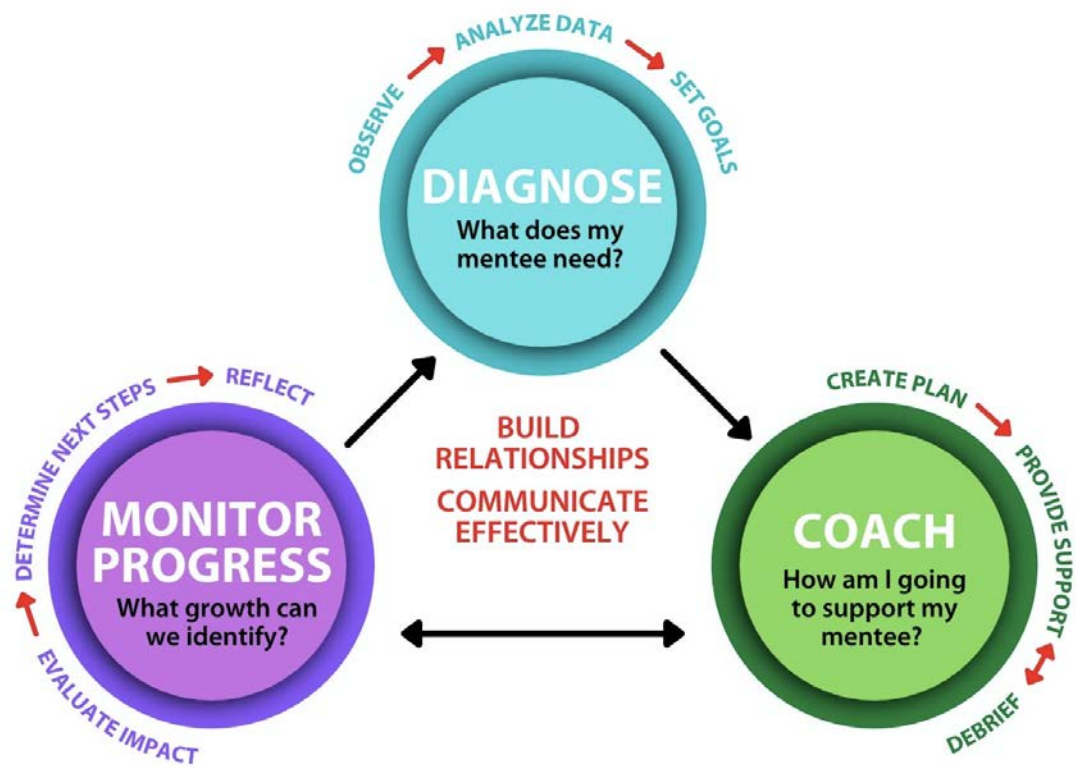 OBSERVE
ANALYZE DATA
SET GOALS
DIAGNOSE
What does my
mentee need?
BUILD
RELATIONSHIPS
COMMUNICATE
EFFECTIVELY
CREATE PLAN
PROVIDE SUPPORT
DEBRIEF
COACH
How am I going
to support my
mentee?
EVALUATE IMPACT
DETERMINE NEXT STEPS
REFLECT
MONITOR
PROGRESS
What growth can
we identify?